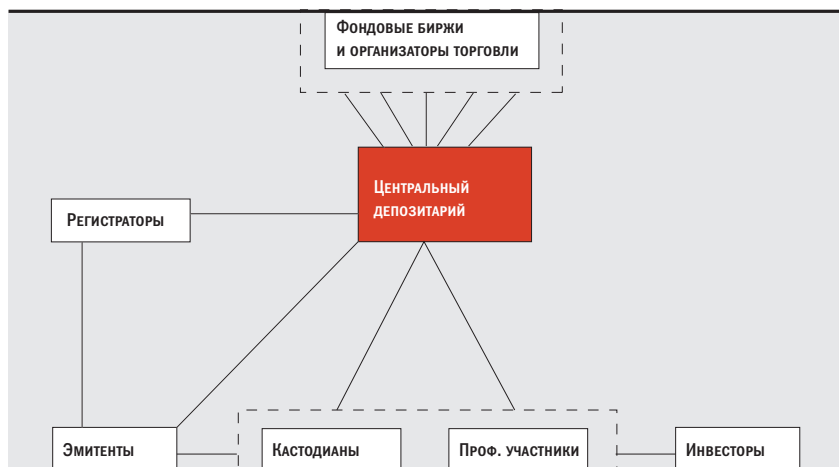 Фондовые биржи
и организаторы торговли
Центральный
депозитарий
Регистраторы
Эмитенты
Кастодианы
Проф. участники
Инвесторы